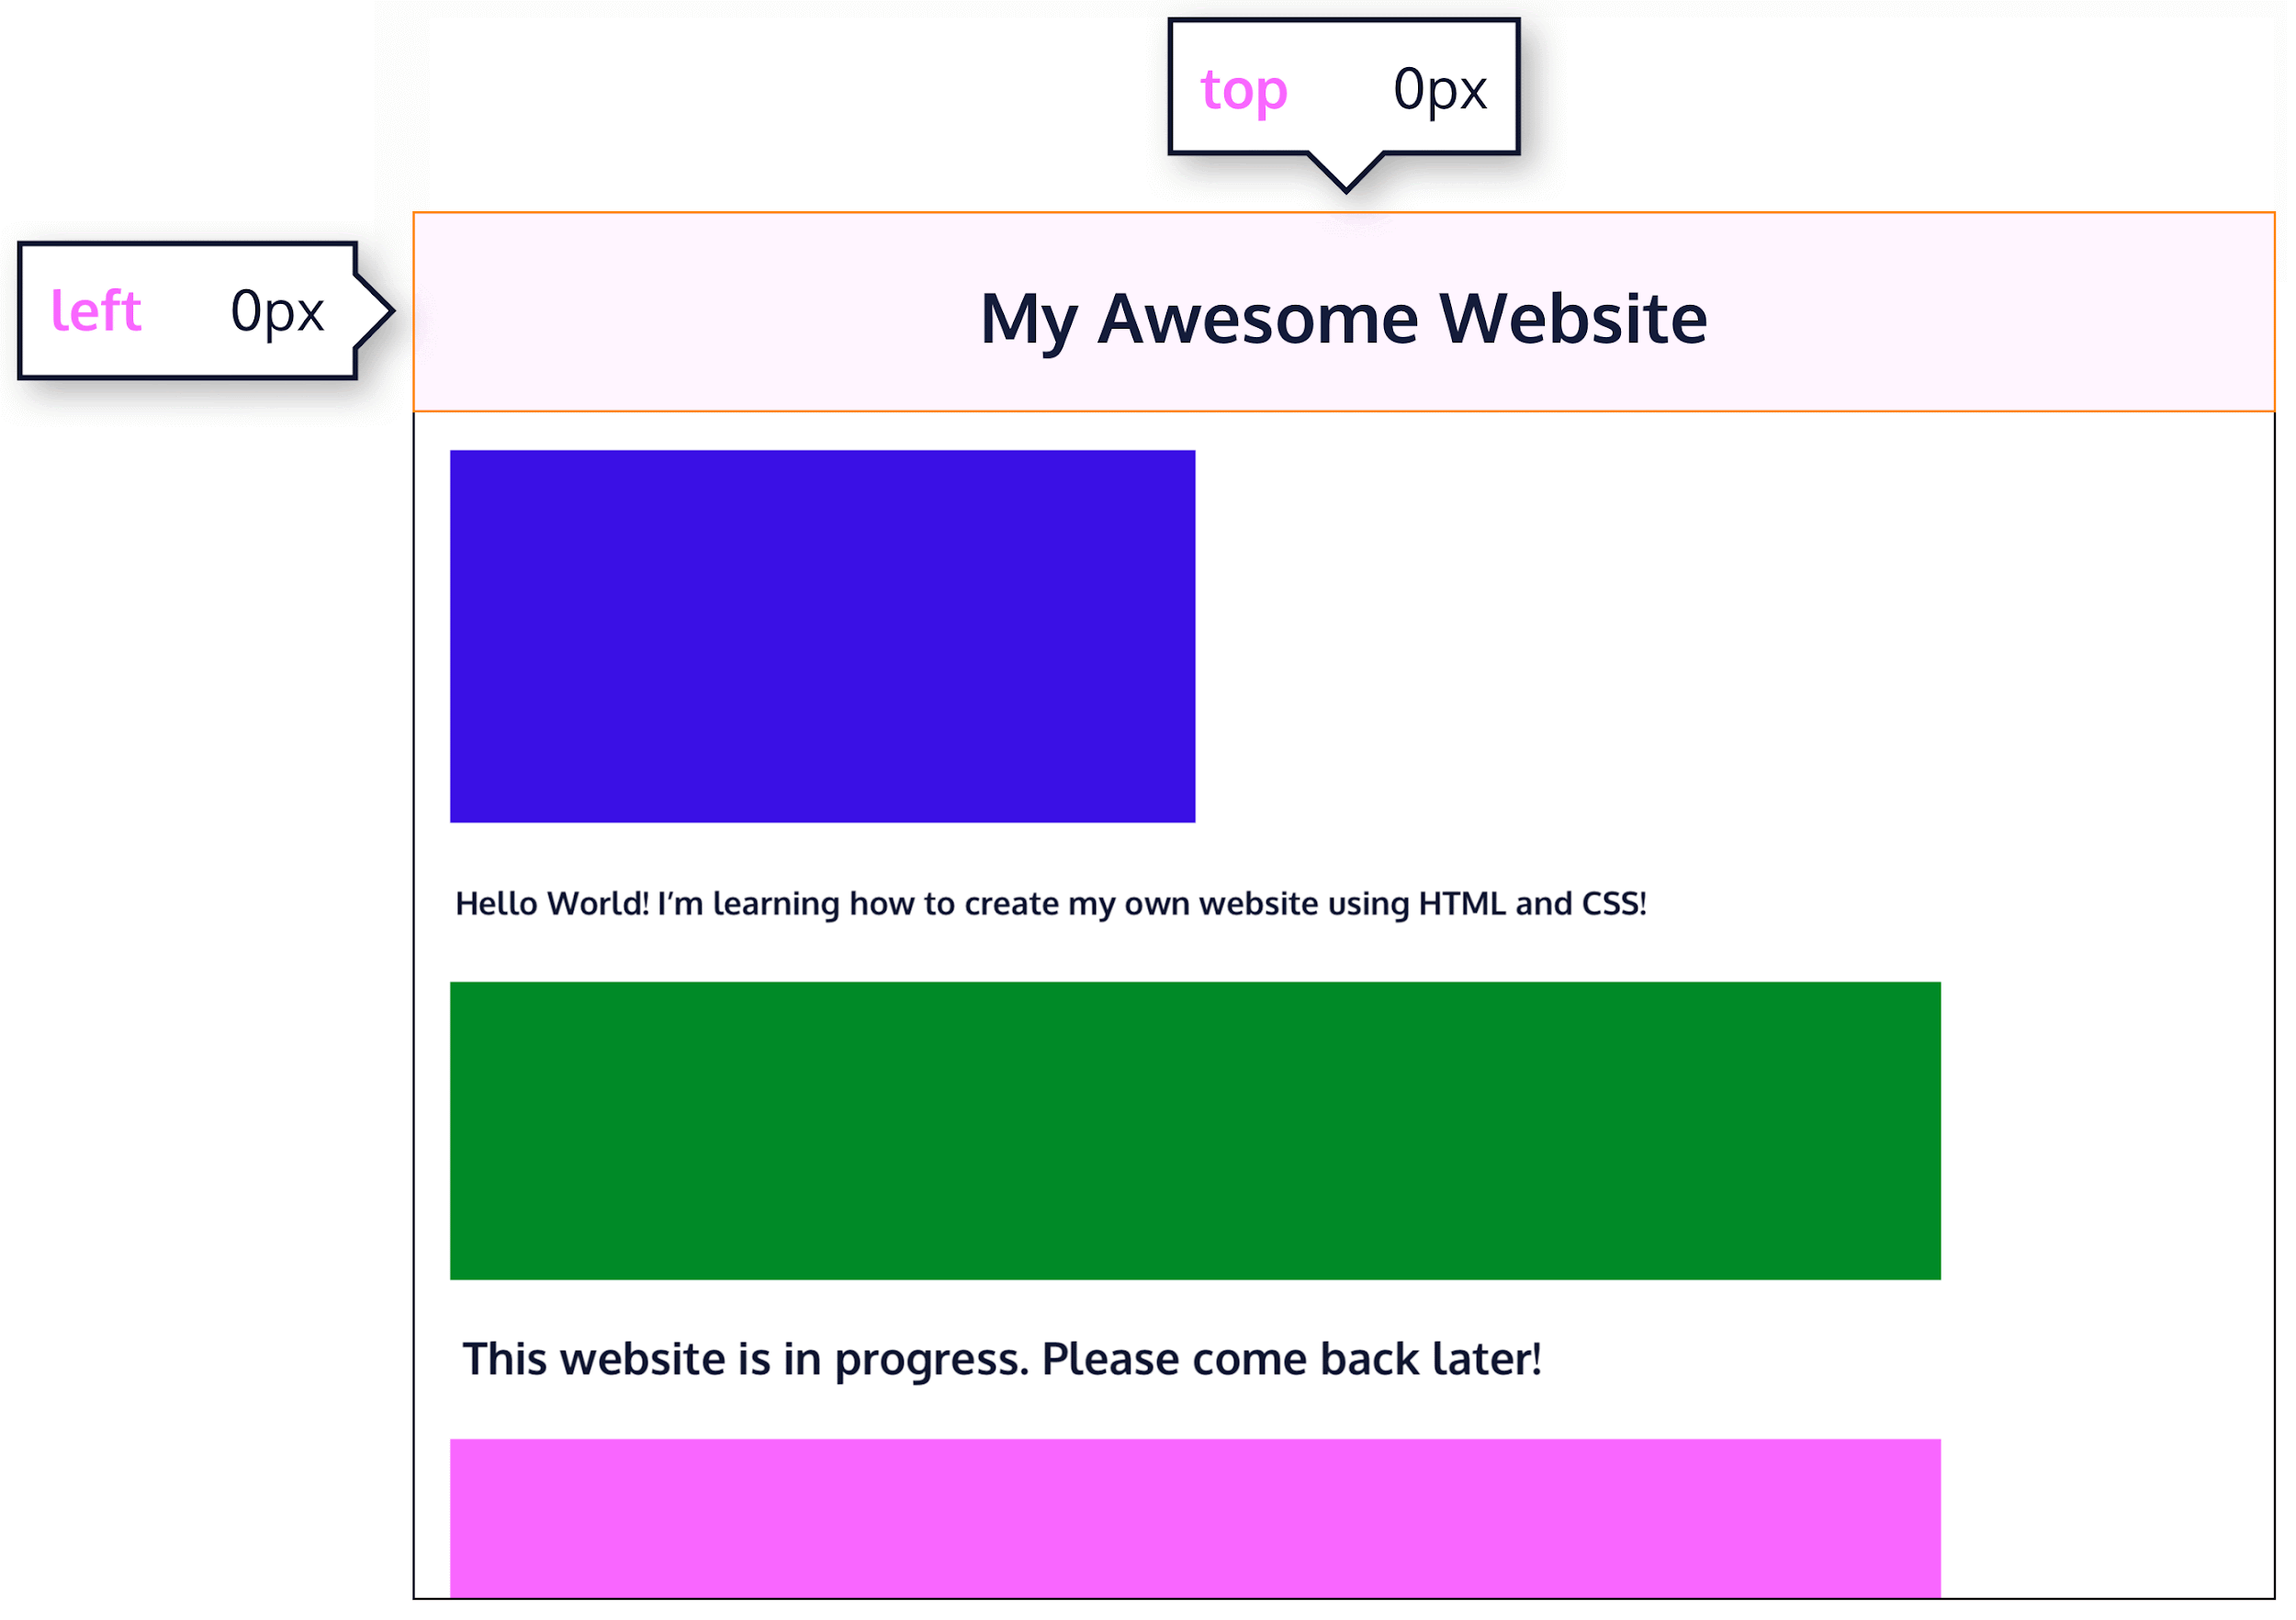 top 0px
left 0px
My Awesome Website
Hello World! I’m learning how to create my own website using HTML and CSS!
This website is in progress. Please come back later!